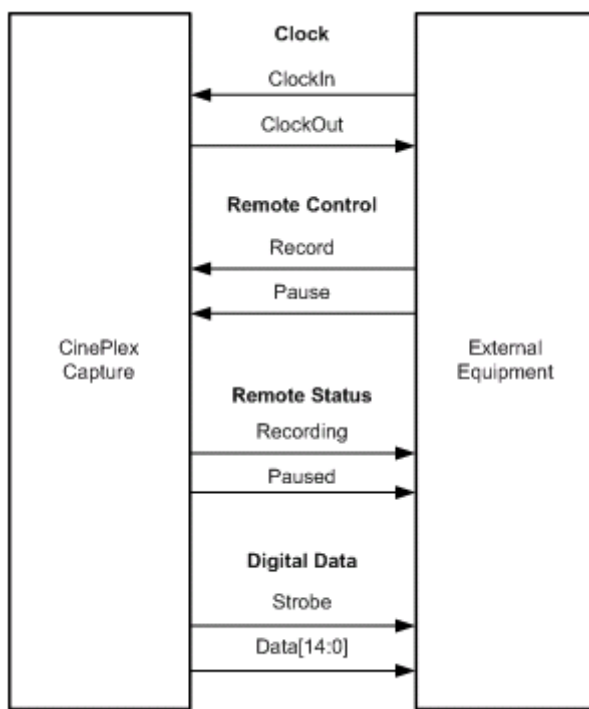 Clock
ClockIn
ClockOut
Remote Control
Record
Pause
CinePlex
Capture
External
Equipment
Remote Status
Recording
Paused
Digital Data
Strobe
Data[14:0]